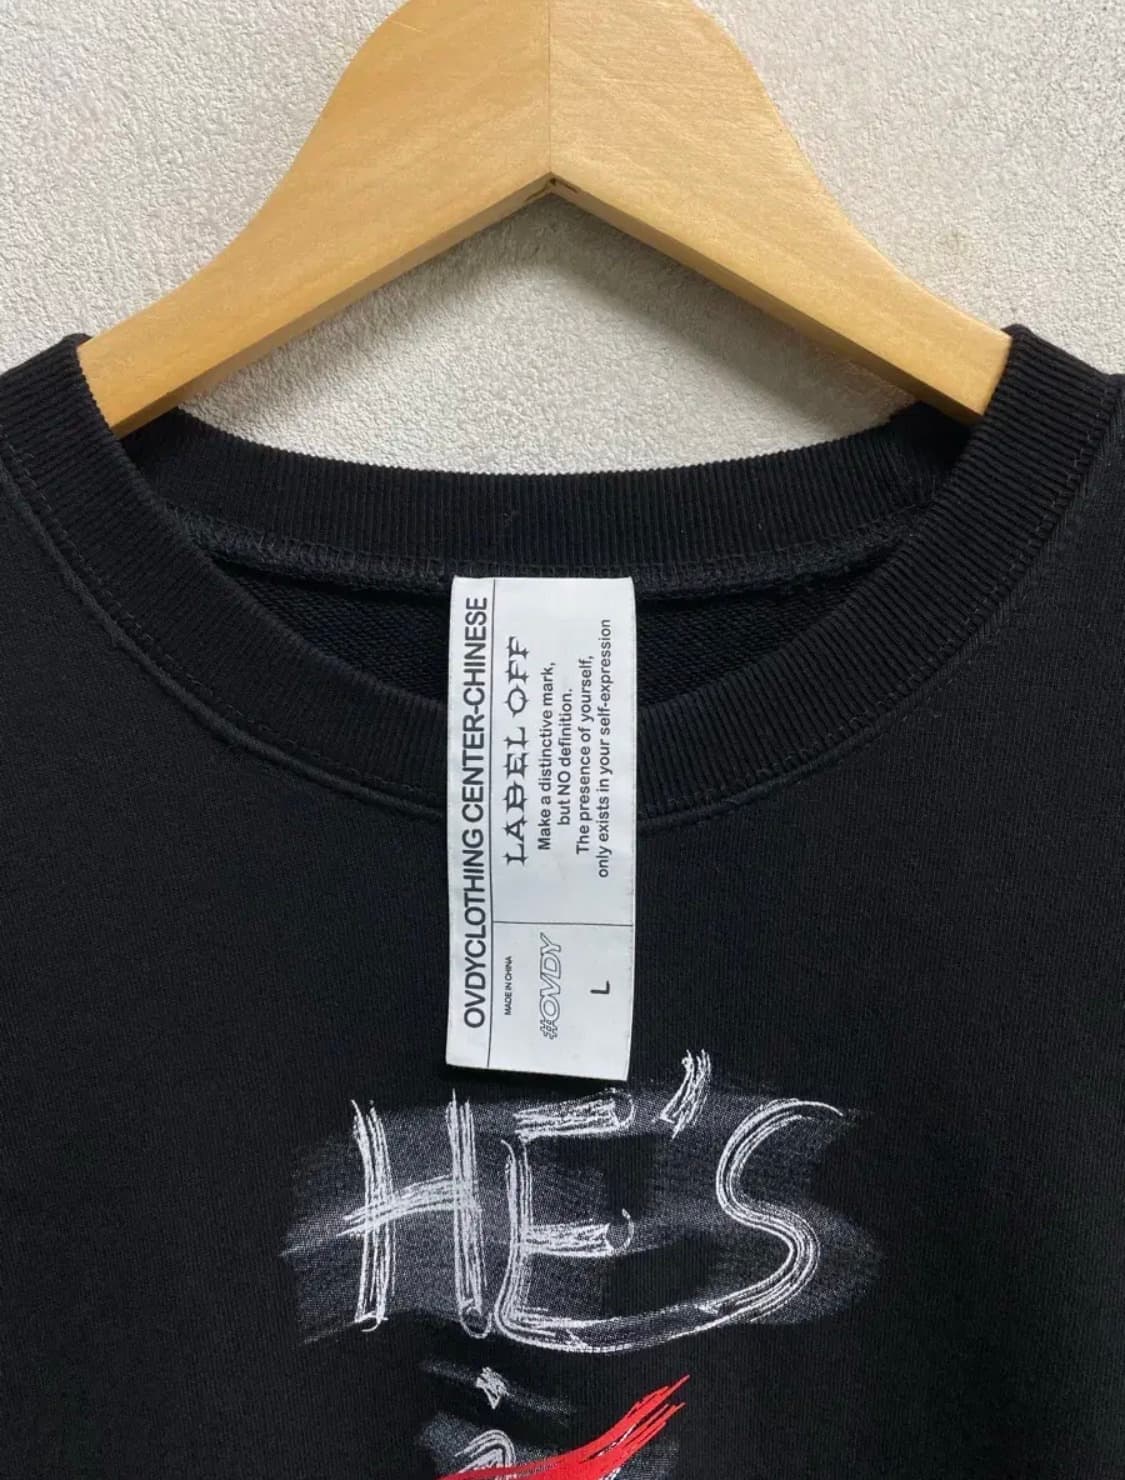 OVDYCLOTHING CENTER-CHINESE
LABEL OFF
Make a distinctive mark,
but NO definition.
The presence of yourself,
only exists in your self-expression
MADE IN CHINA
#OVDY
L
HE'S